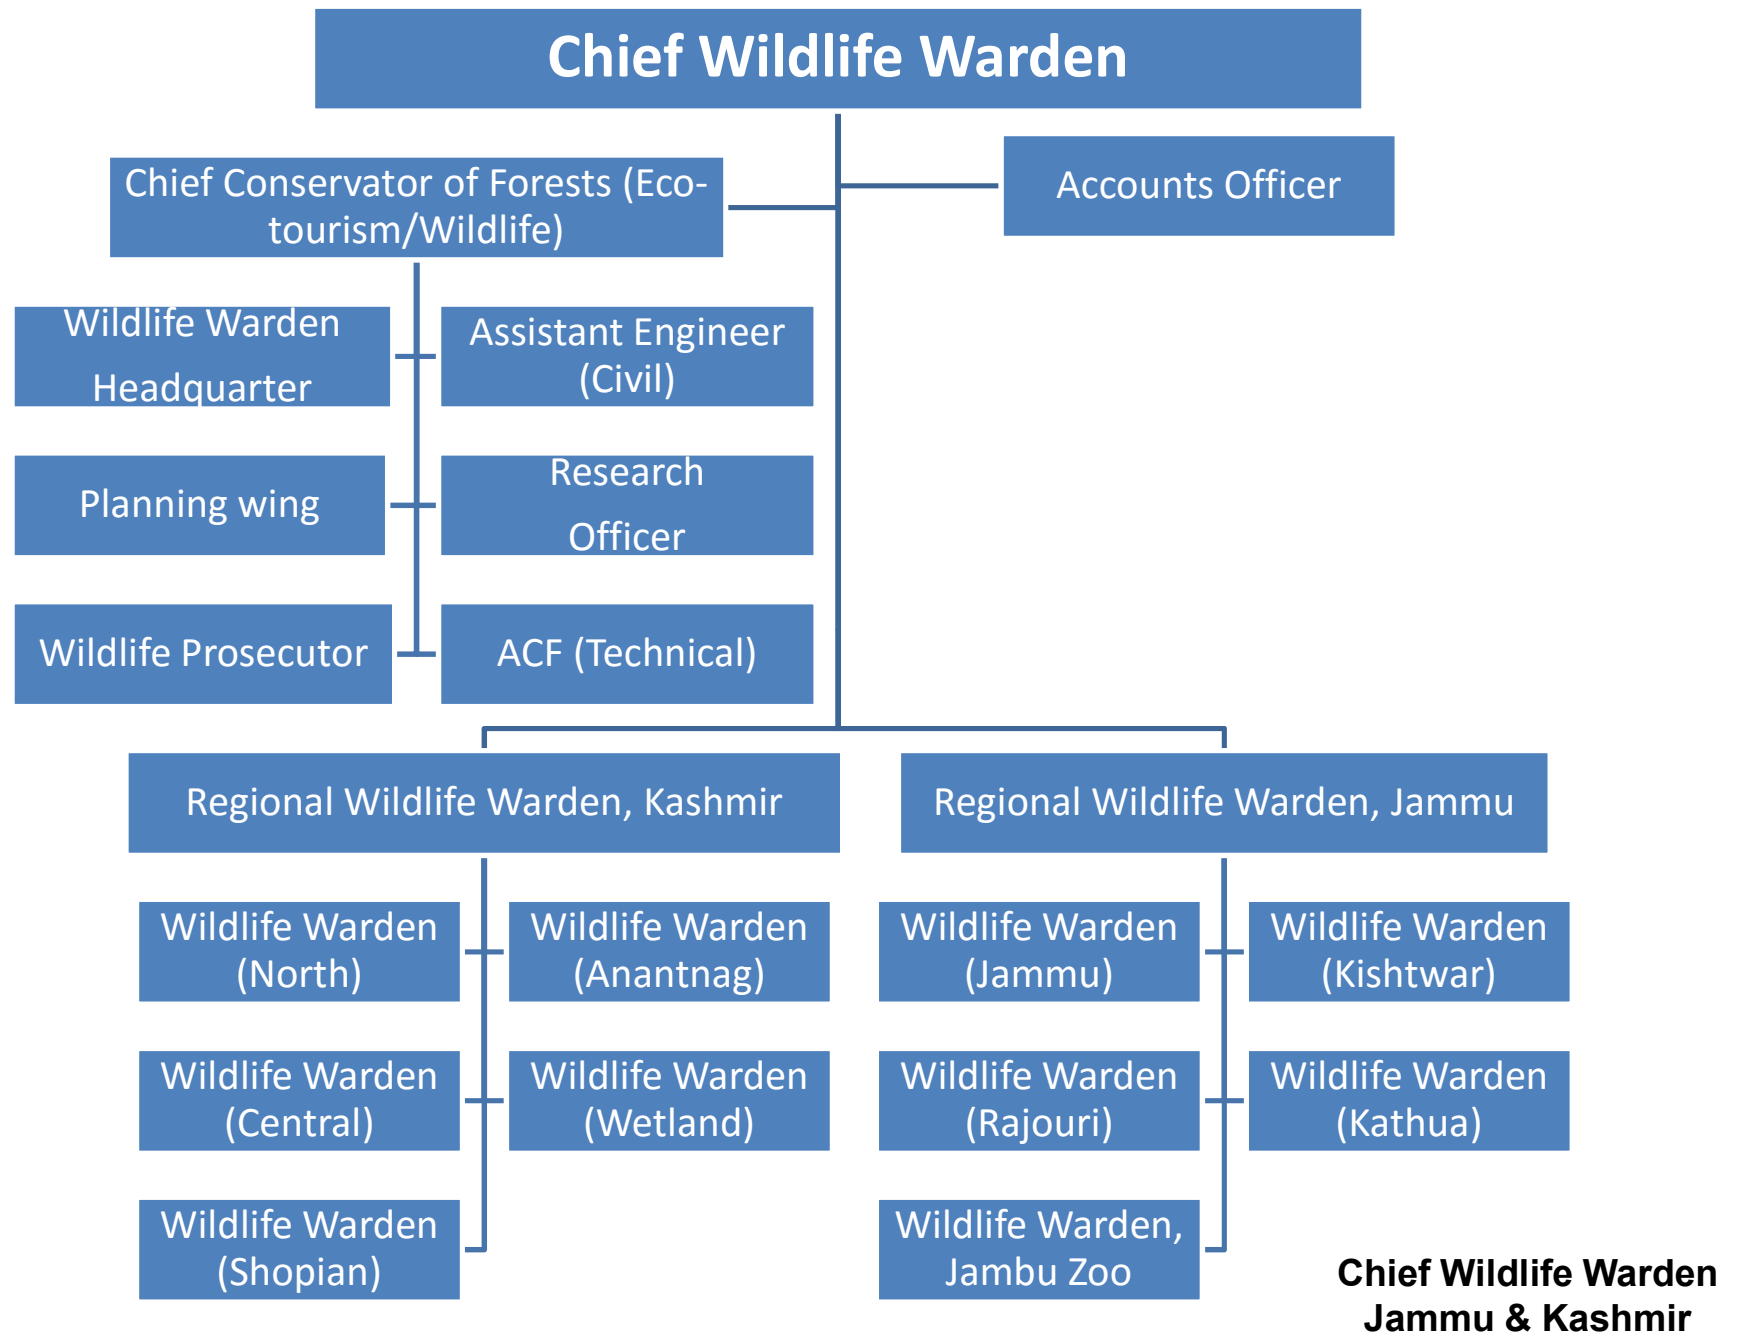 Chief Wildlife Warden
Chief Conservator of Forests (Eco-
tourism/Wildlife)
Accounts Officer
Wildlife Warden
Headquarter
Assistant Engineer
(Civil)
Planning wing
Research
Officer
Wildlife Prosecutor
ACF (Technical)
Regional Wildlife Warden, Kashmir
Regional Wildlife Warden, Jammu
Wildlife Warden
(North)
Wildlife Warden
(Anantnag)
Wildlife Warden
(Jammu)
Wildlife Warden
(Kishtwar)
Wildlife Warden
(Central)
Wildlife Warden
(Wetland)
Wildlife Warden
(Rajouri)
Wildlife Warden
(Kathua)
Wildlife Warden
(Shopian)
Wildlife Warden,
Jambu Zoo
Chief Wildlife Warden
Jammu & Kashmir